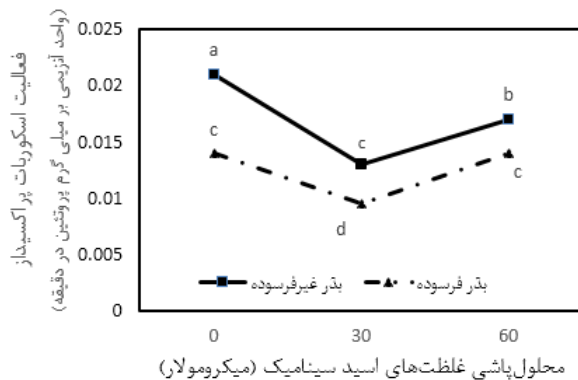 فعالیت اسکوربات پراکسیداز
(واحد آنزیمی بر میلی گرم پروتئین در دقیقه)
0.025
0.02
0.015
0.01
0.005
0
a
b
c
c
c
d
بذر غیرفرسوده
بذر فرسوده
0
30
60
محلول‌پاشی غلظت‌های اسید سینامیک (میکرومولار)